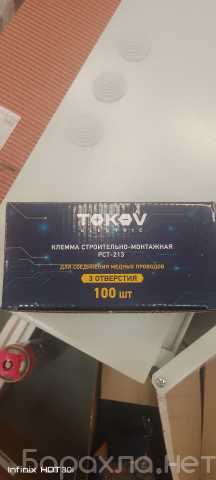 TOKOV
ELECTRIC
КЛЕММА СТРОИТЕЛЬНО-МОНТАЖНАЯ
PCT-213
ДЛЯ СОЕДИНЕНИЯ МЕДНЫХ ПРОВОДОВ
3 ОТВЕРСТИЯ
100 ШТ
Infinix HOT 30i
Барахла.Нет